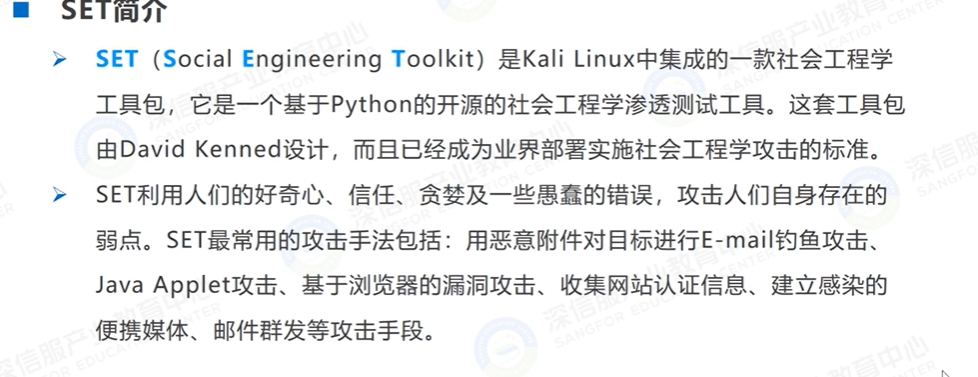 SET简介
SET（Social Engineering Toolkit）是Kali Linux中集成的一款社会工程学
工具包，它是一个基于Python的开源的社会工程学渗透测试工具。这套工具包
由David Kenned设计，而且已经成为业界部署实施社会工程学攻击的标准。
SET利用人们的好奇心、信任、贪婪及一些愚蠢的错误，攻击人们自身存在的
弱点。SET最常用的攻击手法包括：用恶意附件对目标进行E-mail钓鱼攻击、
Java Applet攻击、基于浏览器的漏洞攻击、收集网站认证信息、建立感染的
便携媒体、邮件群发等攻击手段。
深信服产业教育中心
SANGFOR EDUCATION CENTER